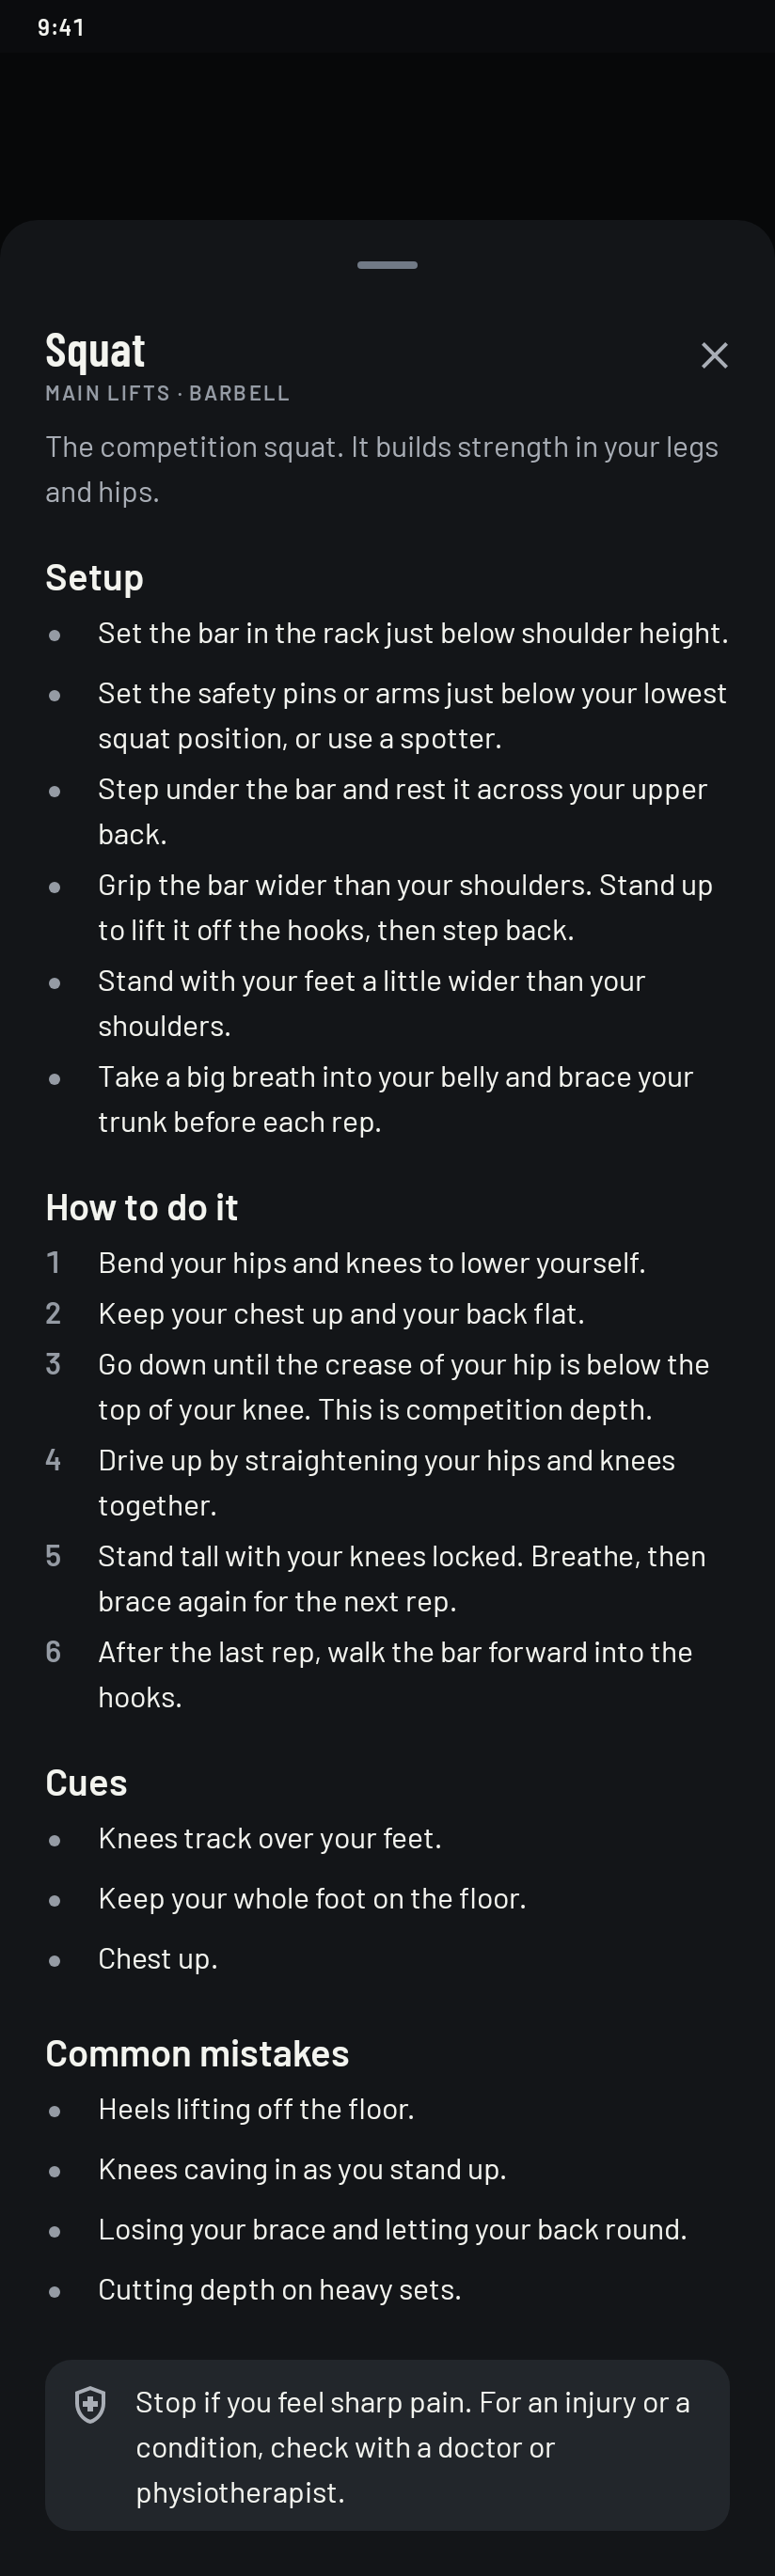 9:41
Squat
MAIN LIFTS · BARBELL
The competition squat. It builds strength in your legs
and hips.
Setup
• Set the bar in the rack just below shoulder height.
• Set the safety pins or arms just below your lowest
squat position, or use a spotter.
• Step under the bar and rest it across your upper
back.
• Grip the bar wider than your shoulders. Stand up
to lift it off the hooks, then step back.
• Stand with your feet a little wider than your
shoulders.
• Take a big breath into your belly and brace your
trunk before each rep.
How to do it
1 Bend your hips and knees to lower yourself.
2 Keep your chest up and your back flat.
3 Go down until the crease of your hip is below the
top of your knee. This is competition depth.
4 Drive up by straightening your hips and knees
together.
5 Stand tall with your knees locked. Breathe, then
brace again for the next rep.
6 After the last rep, walk the bar forward into the
hooks.
Cues
• Knees track over your feet.
• Keep your whole foot on the floor.
• Chest up.
Common mistakes
• Heels lifting off the floor.
• Knees caving in as you stand up.
• Losing your brace and letting your back round.
• Cutting depth on heavy sets.
Stop if you feel sharp pain. For an injury or a
condition, check with a doctor or
physiotherapist.